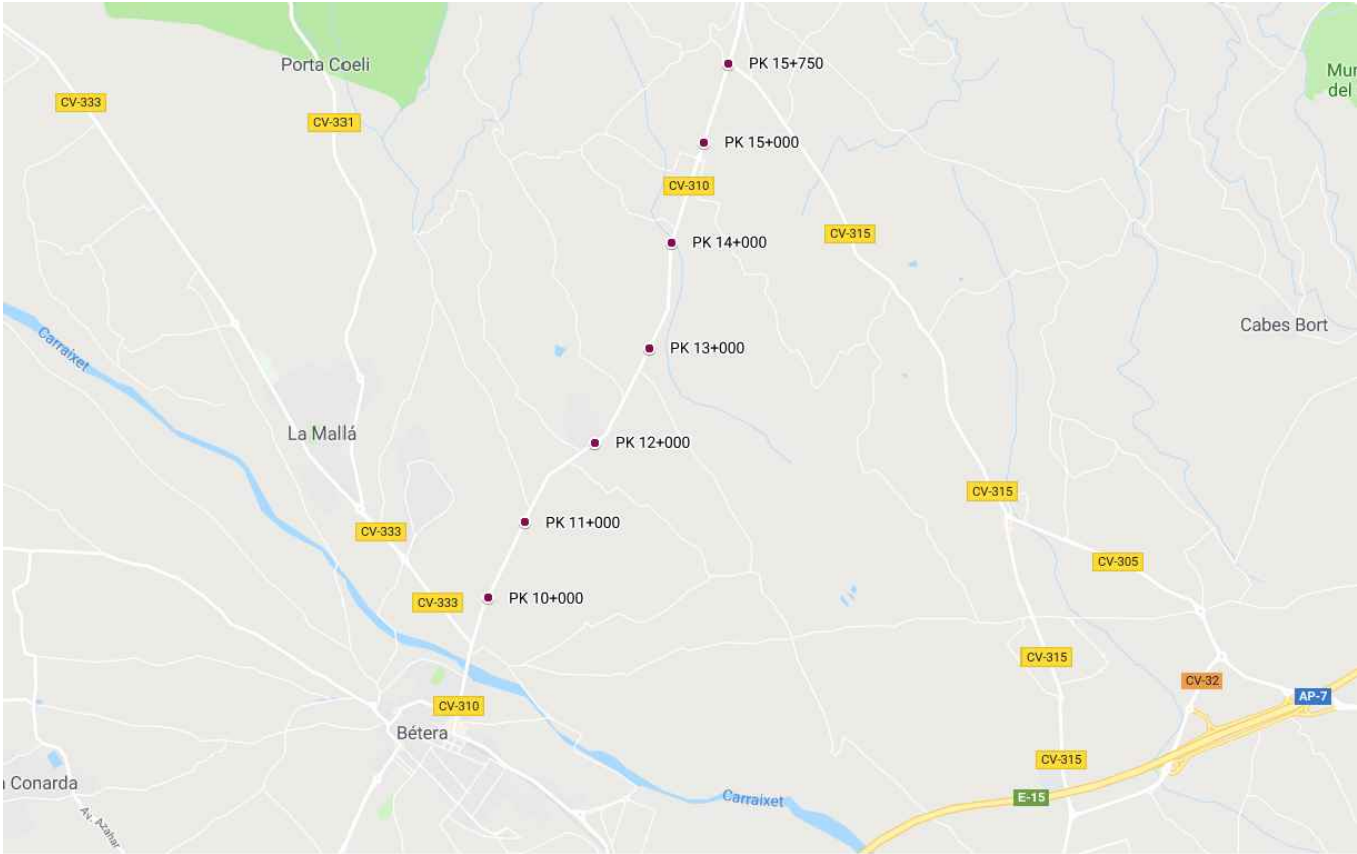 Porta Coeli
PK 15+750
Mur
del
CV-333
CV-331
PK 15+000
CV-310
CV-315
PK 14+000
Cabes Bort
Carraixet
PK 13+000
La Mallá
PK 12+000
CV-315
PK 11+000
CV-333
CV-305
PK 10+000
CV-333
CV-315
CV-32
AP-7
CV-310
Bétera
CV-315
Conarda
Av. Azahar
Carraixet
E-15